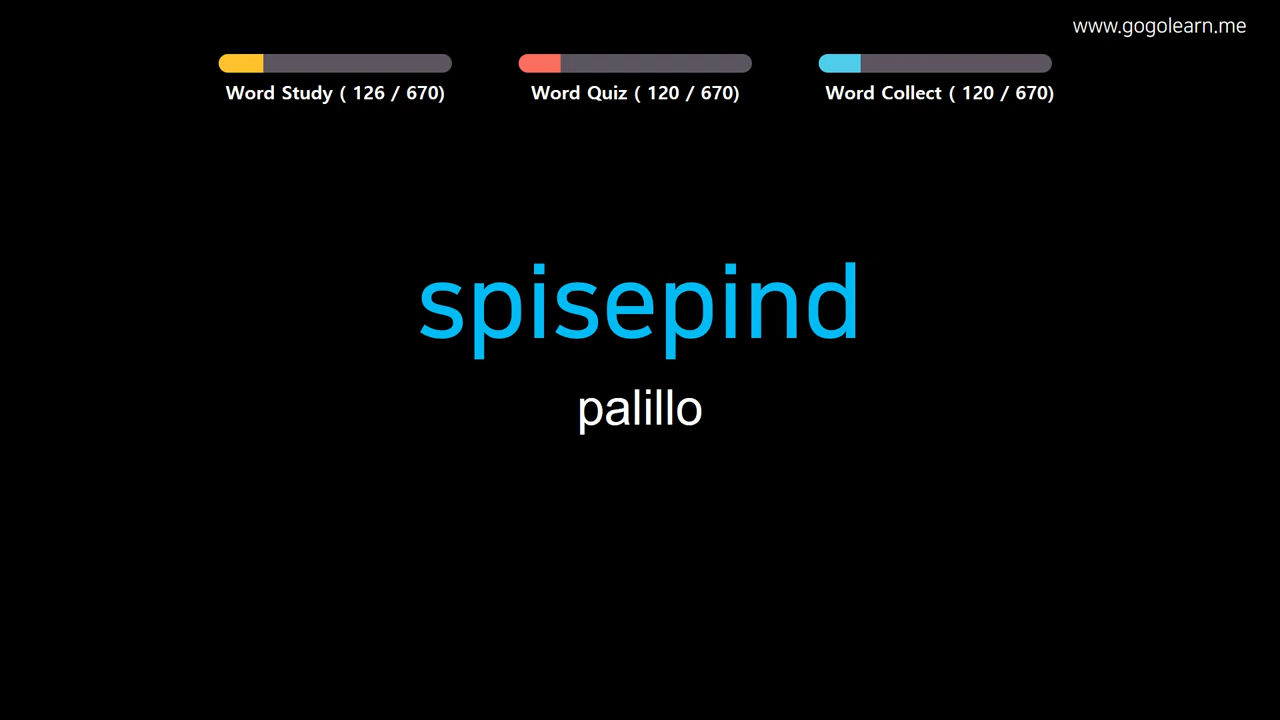 www.gogolearn.me
Word Study ( 126 / 670)
Word Quiz ( 120 / 670)
Word Collect ( 120 / 670)
spisepind
palillo